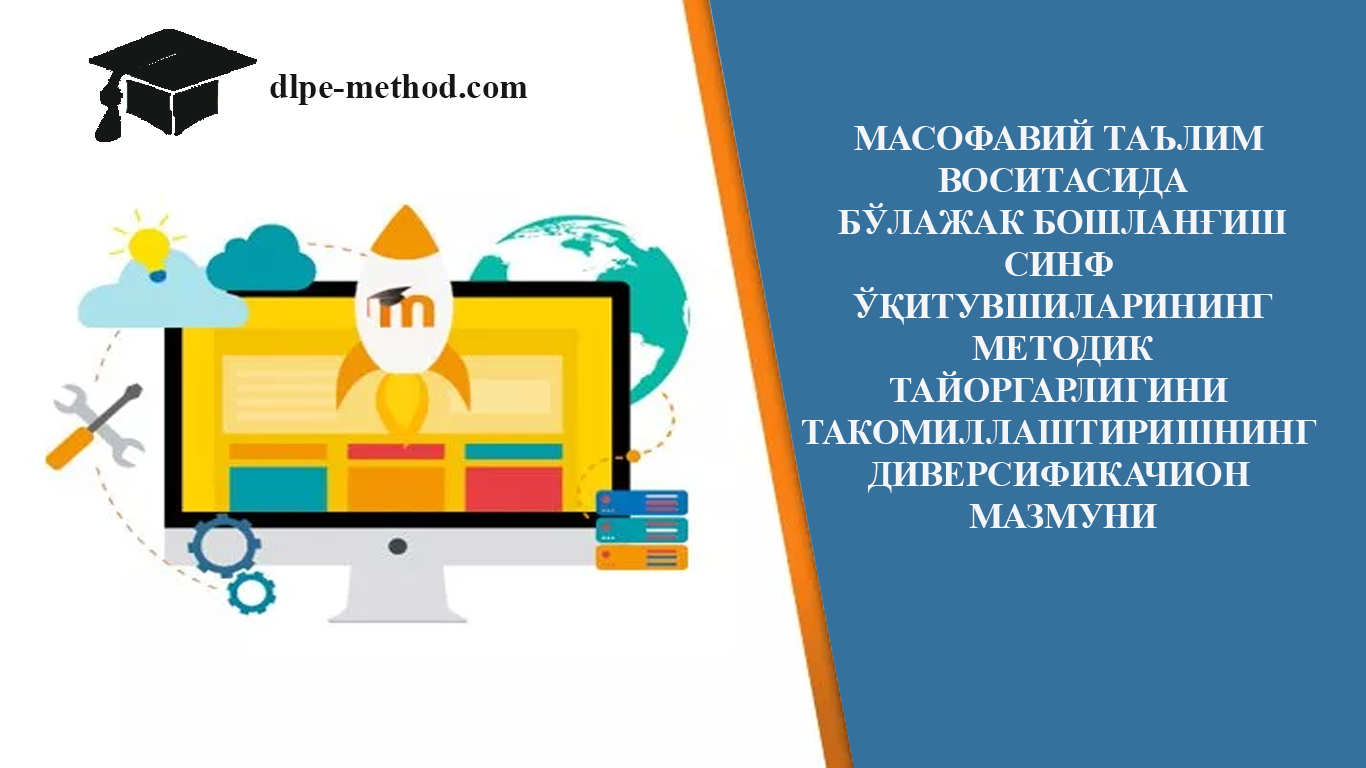 dlpe-method.com
m
МАСОФАВИЙ ТАЪЛИМ
ВОСИТАСИДА
БЎЛАЖАК БОШЛАНҒИШ
СИНФ
ЎҚИТУВШИЛАРИНИНГ
МЕТОДИК
ТАЙОРГАРЛИГИНИ
ТАКОМИЛЛАШТИРИШНИНГ
ДИВЕРСИФИКАЧИОН
МАЗМУНИ